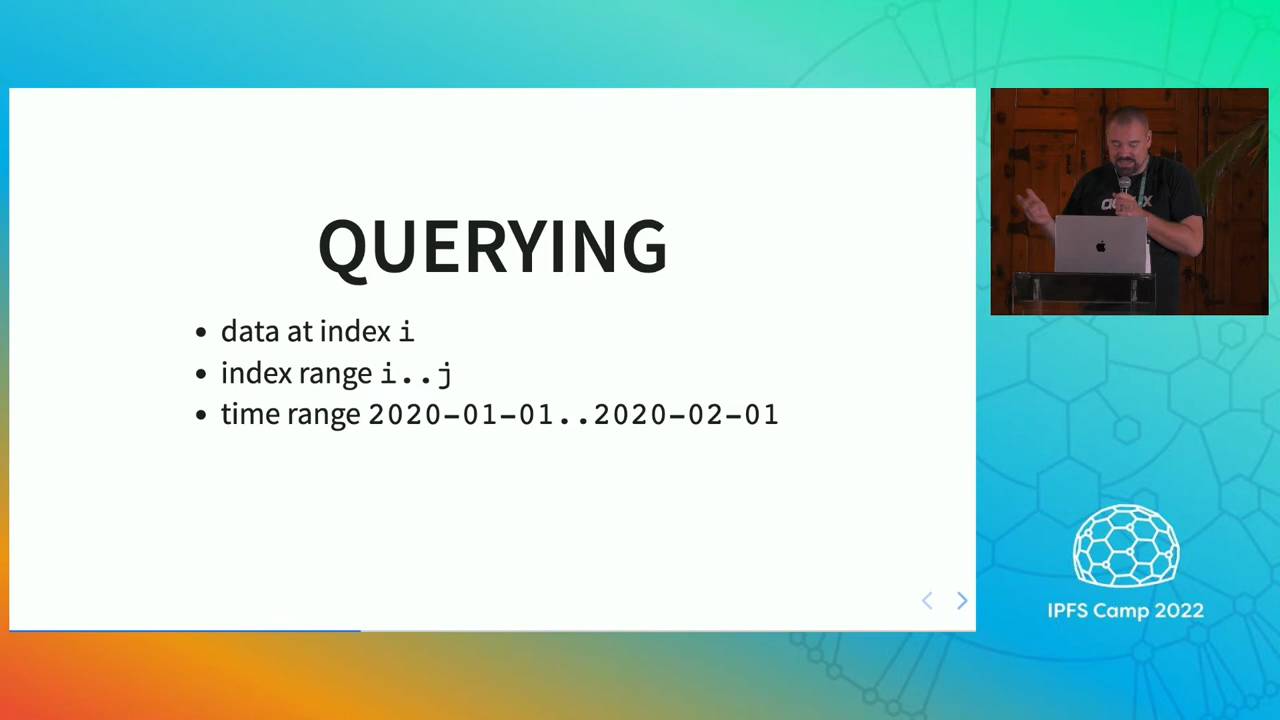 QUERYING
data at index i
index range i..j
time range 2020-01-01..2020-02-01
IPFS Camp 2022